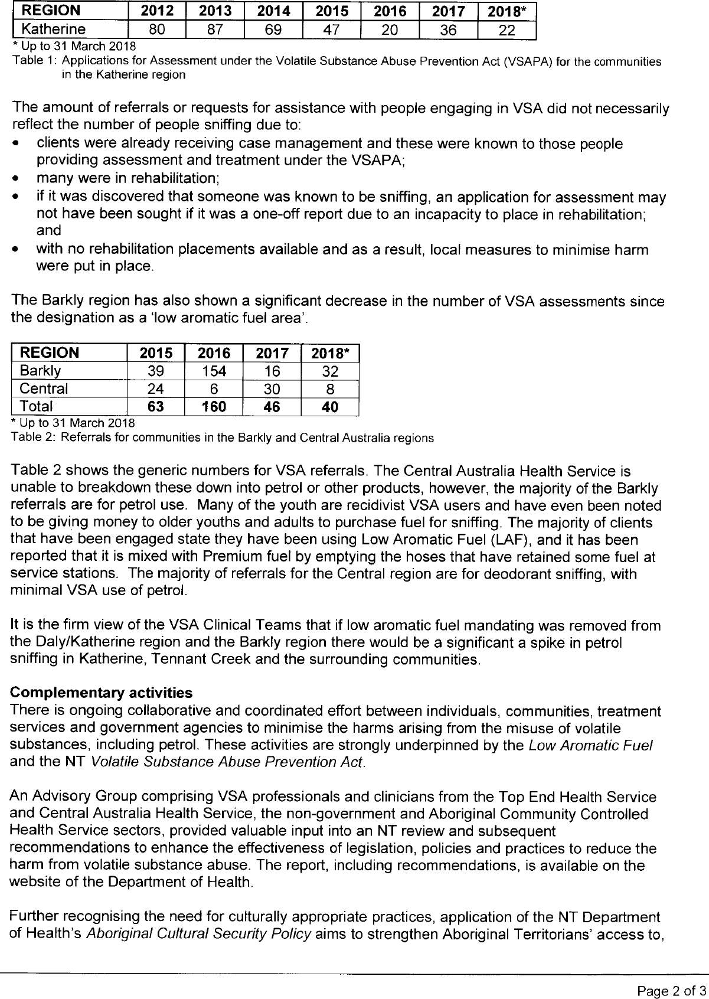 REGION 2012 2013 2014 2015 2016 2017 2018*
Katherine 80 87 69 47 20 36 22
* Up to 31 March 2018
Table 1: Applications for Assessment under the Volatile Substance Abuse Prevention Act (VSAPA) for the communities
in the Katherine region
The amount of referrals or requests for assistance with people engaging in VSA did not necessarily
reflect the number of people sniffing due to:
• clients were already receiving case management and these were known to those people
providing assessment and treatment under the VSAPA;
• many were in rehabilitation;
• if it was discovered that someone was known to be sniffing, an application for assessment may
not have been sought if it was a one-off report due to an incapacity to place in rehabilitation;
and
• with no rehabilitation placements available and as a result, local measures to minimise harm
were put in place.
The Barkly region has also shown a significant decrease in the number of VSA assessments since
the designation as a 'low aromatic fuel area'.
REGION 2015 2016 2017 2018*
Barkly 39 154 16 32
Central 24 6 30 8
Total 63 160 46 40
* Up to 31 March 2018
Table 2: Referrals for communities in the Barkly and Central Australia regions
Table 2 shows the generic numbers for VSA referrals. The Central Australia Health Service is
unable to breakdown these down into petrol or other products, however, the majority of the Barkly
referrals are for petrol use. Many of the youth are recidivist VSA users and have even been noted
to be giving money to older youths and adults to purchase fuel for sniffing. The majority of clients
that have been engaged state they have been using Low Aromatic Fuel (LAF), and it has been
reported that it is mixed with Premium fuel by emptying the hoses that have retained some fuel at
service stations. The majority of referrals for the Central region are for deodorant sniffing, with
minimal VSA use of petrol.
It is the firm view of the VSA Clinical Teams that if low aromatic fuel mandating was removed from
the Daly/Katherine region and the Barkly region there would be a significant a spike in petrol
sniffing in Katherine, Tennant Creek and the surrounding communities.
Complementary activities
There is ongoing collaborative and coordinated effort between individuals, communities, treatment
services and government agencies to minimise the harms arising from the misuse of volatile
substances, including petrol. These activities are strongly underpinned by the Low Aromatic Fuel
and the NT Volatile Substance Abuse Prevention Act.
An Advisory Group comprising VSA professionals and clinicians from the Top End Health Service
and Central Australia Health Service, the non-government and Aboriginal Community Controlled
Health Service sectors, provided valuable input into an NT review and subsequent
recommendations to enhance the effectiveness of legislation, policies and practices to reduce the
harm from volatile substance abuse. The report, including recommendations, is available on the
website of the Department of Health.
Further recognising the need for culturally appropriate practices, application of the NT Department
of Health's Aboriginal Cultural Security Policy aims to strengthen Aboriginal Territorians' access to,
Page 2 of 3